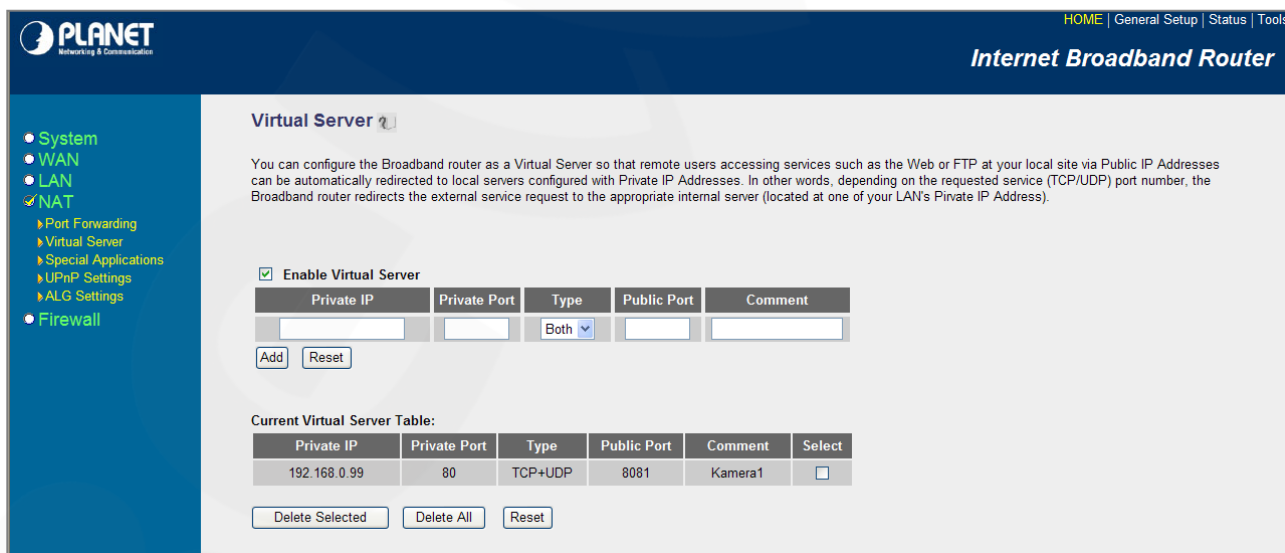 PLANET
Networking & Communication
HOME | General Setup | Status | Tools
Internet Broadband Router
System
WAN
LAN
NAT
Port Forwarding
Virtual Server
Special Applications
UPnP Settings
ALG Settings
Firewall
Virtual Server
You can configure the Broadband router as a Virtual Server so that remote users accessing services such as the Web or FTP at your local site via Public IP Addresses
can be automatically redirected to local servers configured with Private IP Addresses. In other words, depending on the requested service (TCP/UDP) port number, the
Broadband router redirects the external service request to the appropriate internal server (located at one of your LAN's Pivate IP Address).
Enable Virtual Server
Private IP Private Port Type Public Port Comment
Both
Add Reset
Current Virtual Server Table:
Private IP Private Port Type Public Port Comment Select
192.168.0.99 80 TCP+UDP 8081 Kamera1
Delete Selected Delete All Reset